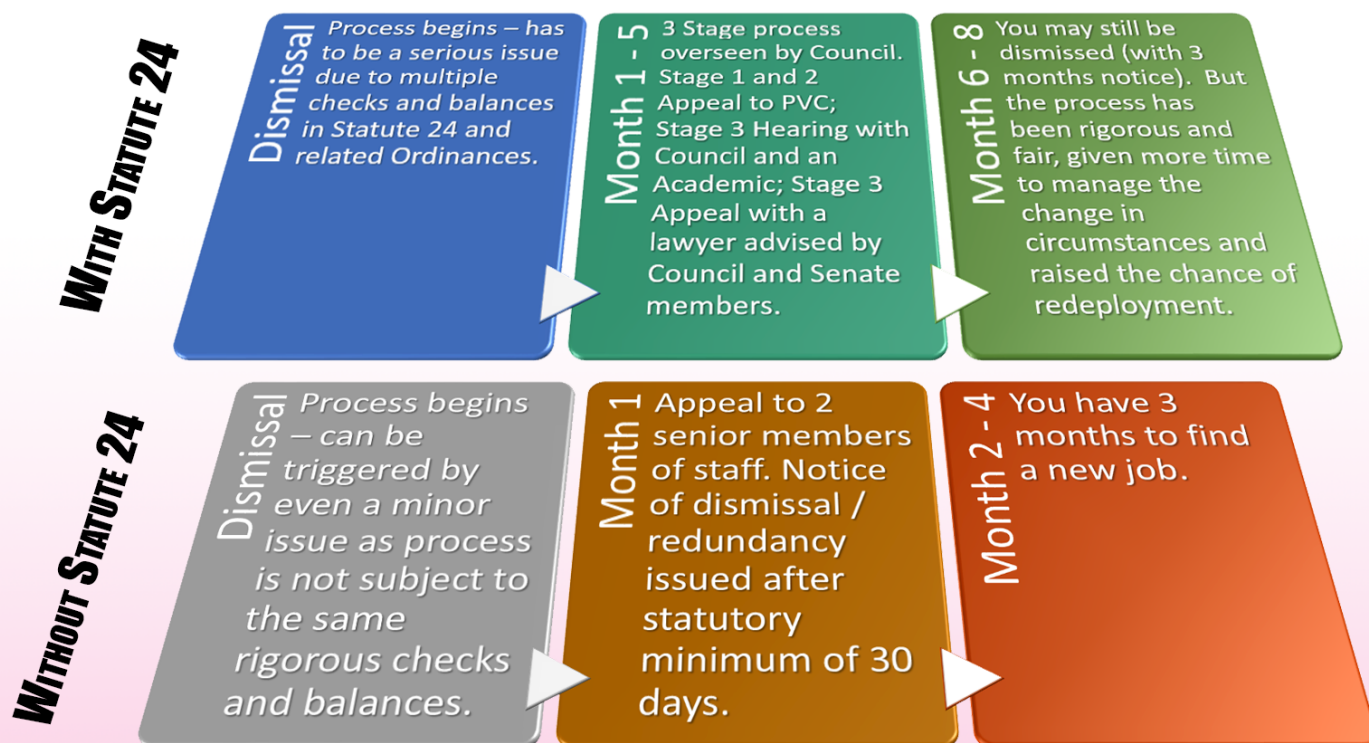 WITH STATUTE 24
Dismissal
Process begins – has
to be a serious issue
due to multiple
checks and balances
in Statute 24 and
related Ordinances.
Month 1 - 5
3 Stage process
overseen by Council.
Stage 1 and 2
Appeal to PVC;
Stage 3 Hearing with
Council and an
Academic; Stage 3
Appeal with a
lawyer advised by
Council and Senate
members.
Month 6 - 8
You may still be
dismissed (with 3
months notice).  But
the process has
been rigorous and
fair, given more time
to manage the
change in
circumstances and
raised the chance of
redeployment.
WITHOUT STATUTE 24
Dismissal
Process begins
– can be
triggered by
even a minor
issue as process
is not subject to
the same
rigorous checks
and balances.
Month 1
Appeal to 2
senior members
of staff. Notice
of dismissal /
redundancy
issued after
statutory
minimum of 30
days.
Month 2 - 4
You have 3
months to find
a new job.